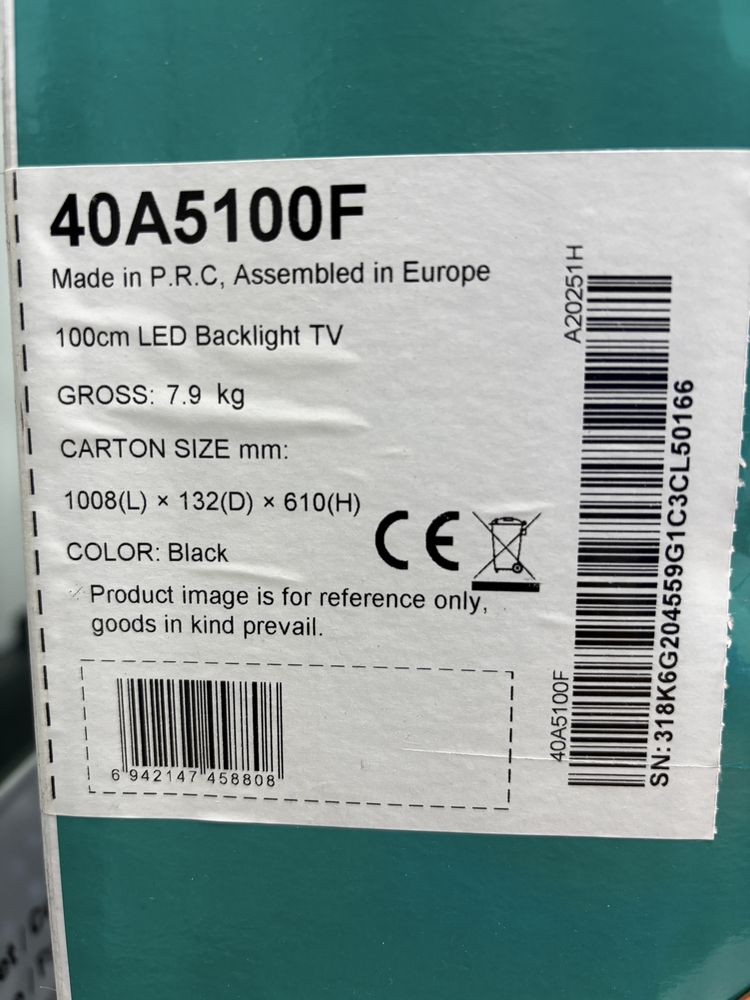 40A5100F
Made in P.R.C, Assembled in Europe
100cm LED Backlight TV
GROSS: 7.9 kg
CARTON SIZE mm:
1008(L) × 132(D) × 610(H)
COLOR: Black
CE
Product image is for reference only,
goods in kind prevail.
6 942147 458808
A20251H
40A5100F
SN: 318K6G204559G1C3CL50166